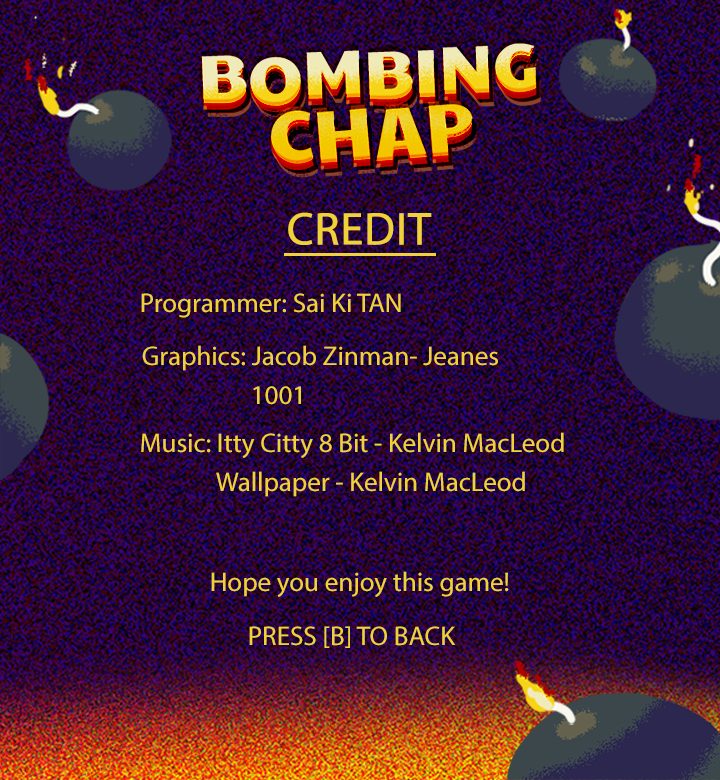 BOMBING
CHAP
CREDIT
Programmer: Sai Ki TAN
Graphics: Jacob Zinman- Jeanes
1001
Music: Itty Citty 8 Bit - Kelvin MacLeod
Wallpaper - Kelvin MacLeod
Hope you enjoy this game!
PRESS [B] TO BACK